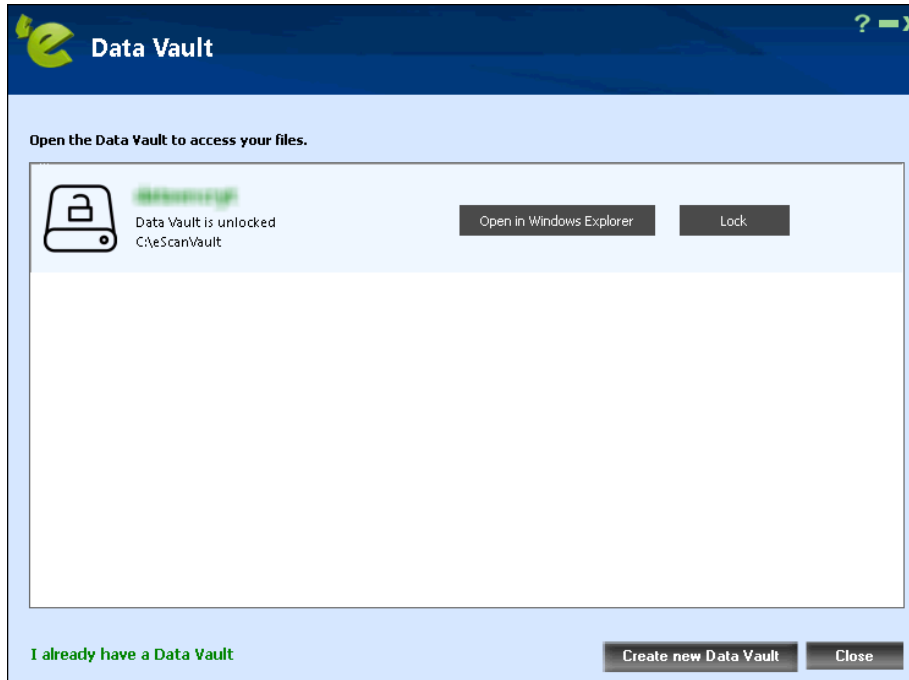 ? X
Data Vault
Open the Data Vault to access your files.
Data Vault is unlocked
C:\eScanVault
Open in Windows Explorer
Lock
I already have a Data Vault
Create new Data Vault
Close